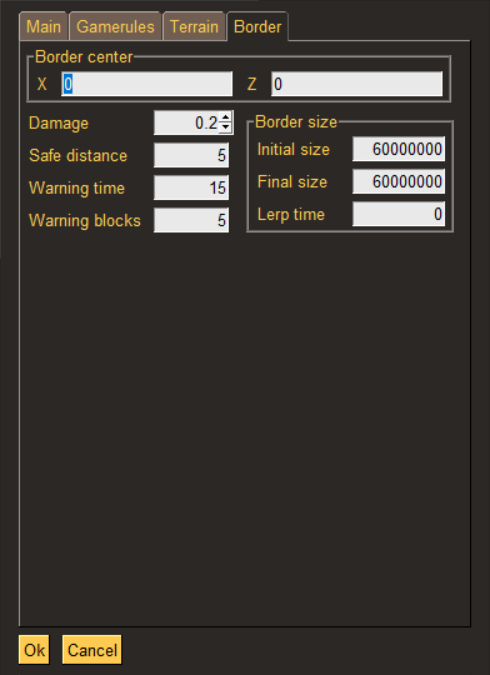 Main Gamerules Terrain Border
Border center
X 0 Z 0
Damage 0.2
Safe distance 5
Warning time 15
Warning blocks 5
Border size
Initial size 60000000
Final size 60000000
Lerp time 0
Ok Cancel